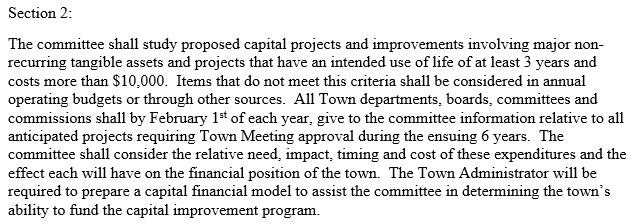 Section 2:
The committee shall study proposed capital projects and improvements involving major non-
recurring tangible assets and projects that have an intended use of life of at least 3 years and
costs more than $10,000.  Items that do not meet this criteria shall be considered in annual
operating budgets or through other sources.  All Town departments, boards, committees and
commissions shall by February 1st of each year, give to the committee information relative to all
anticipated projects requiring Town Meeting approval during the ensuing 6 years.  The
committee shall consider the relative need, impact, timing and cost of these expenditures and the
effect each will have on the financial position of the town.  The Town Administrator will be
required to prepare a capital financial model to assist the committee in determining the town's
ability to fund the capital improvement program.